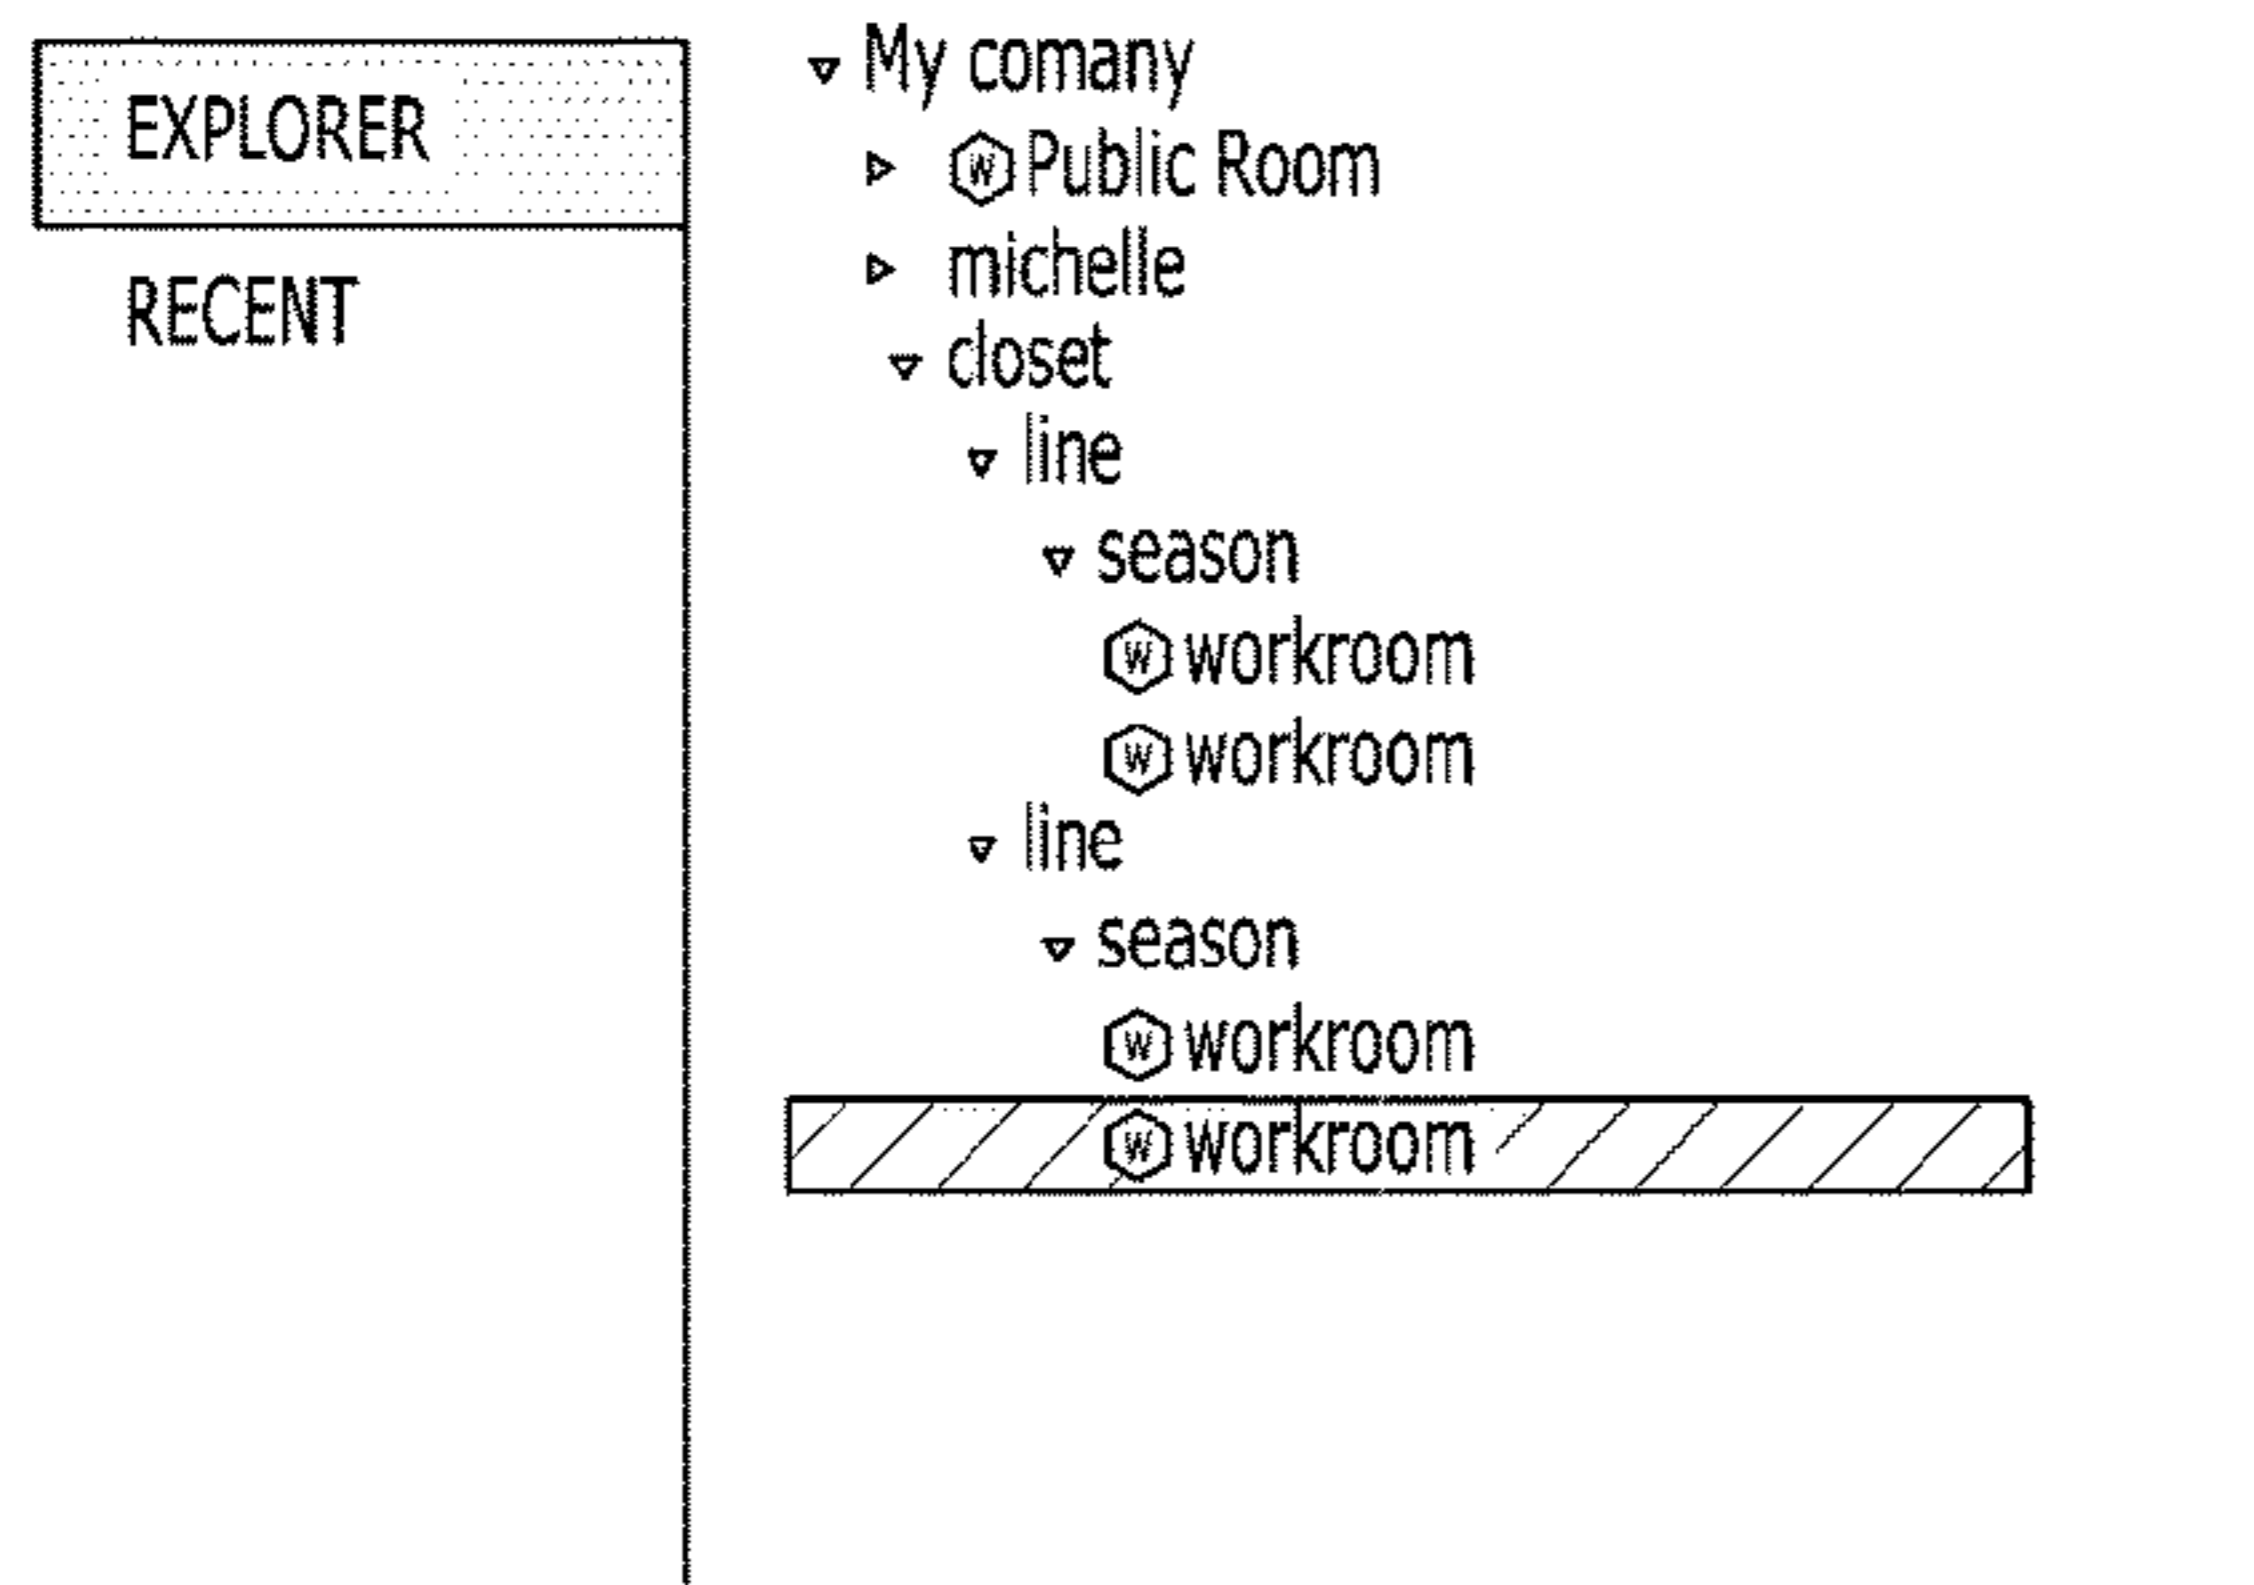 EXPLORER
RECENT
My comany
W Public Room
michelle
closet
line
season
W workroom
W workroom
line
season
W workroom
W workroom